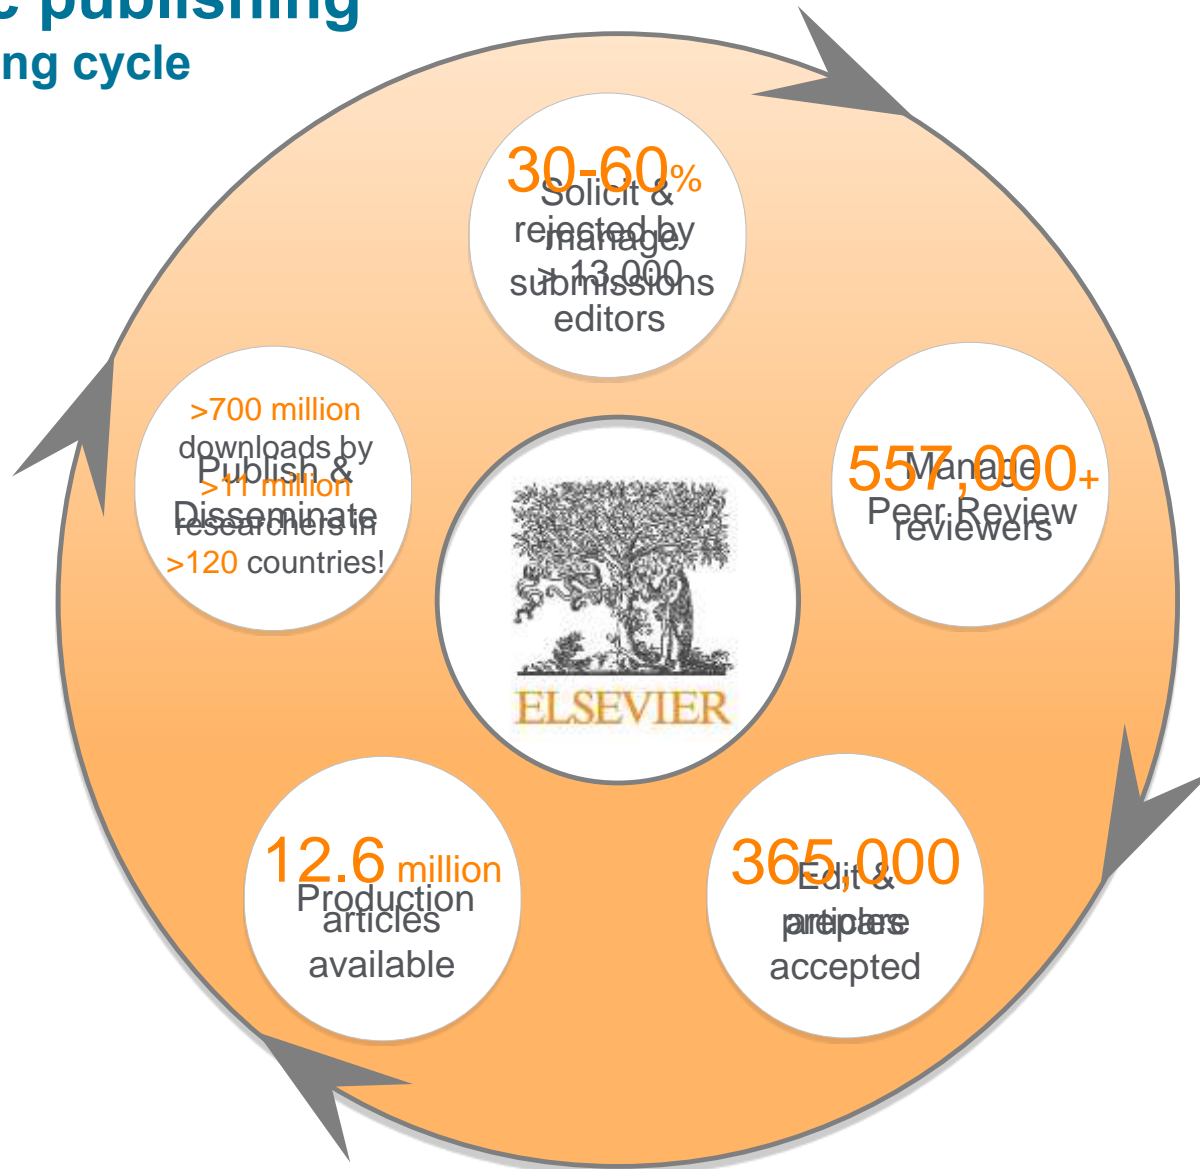 c publishing
ng cycle
30-60%
rejected by
> 13,000
editors
Solicit &
manage
submissions
557,000+
reviewers
Manage
Peer Review
365,000
articles
accepted
Edit &
prepare
12.6 million
articles
available
Production
>700 million
downloads by
>11 million
researchers in
>120 countries!
Publish &
Disseminate
ELSEVIER